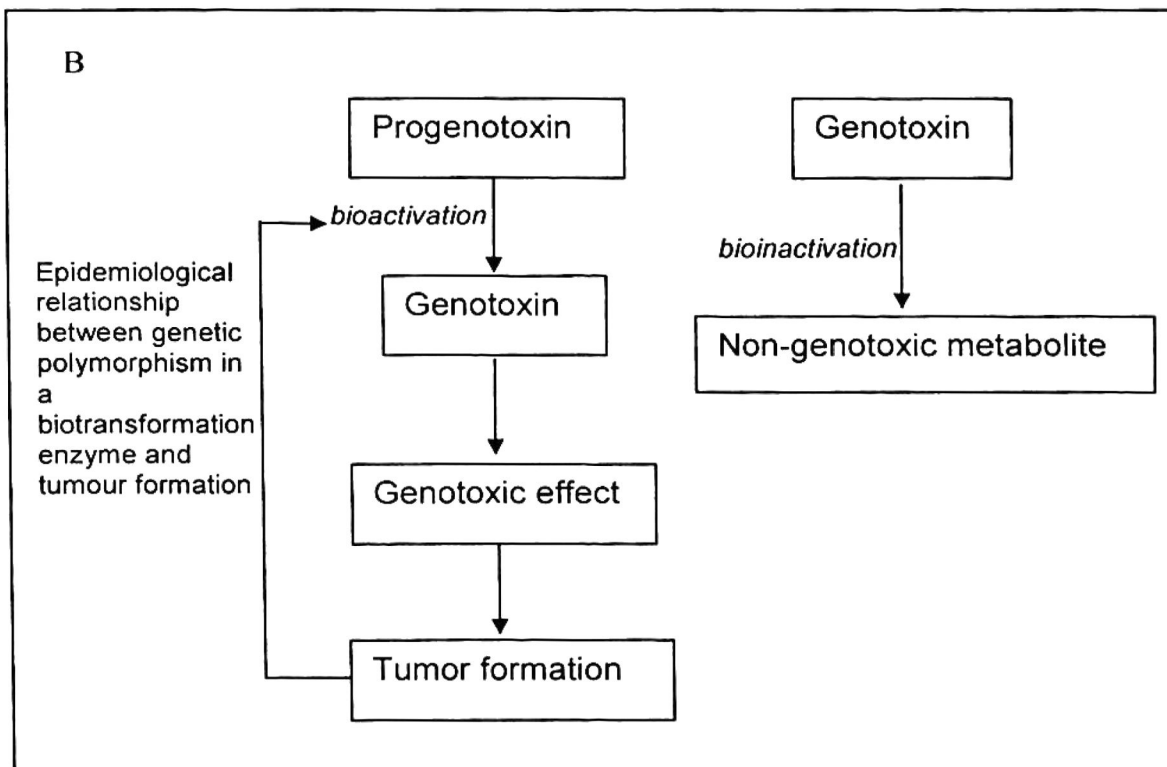 B
Progenotoxin
Genotoxin
bioactivation
bioinactivation
Epidemiological
relationship
between genetic
polymorphism in
a
biotransformation
enzyme and
tumour formation
Genotoxin
Non-genotoxic metabolite
Genotoxic effect
Tumor formation